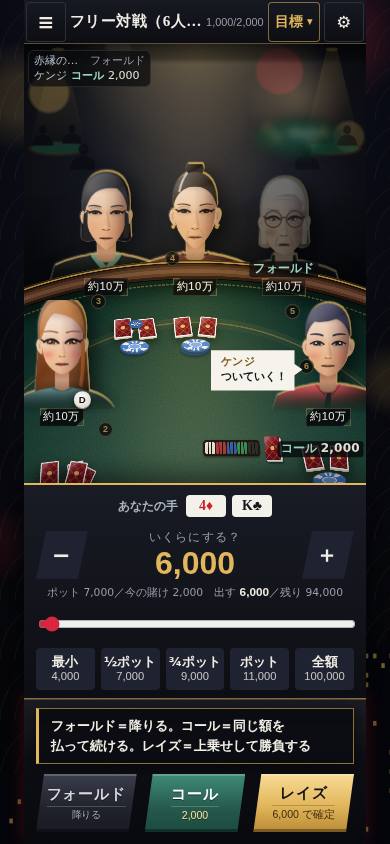 ≡ フリー対戦（6人… 1,000/2,000 目標▼
赤縁の… フォールド
ケンジ コール 2,000
4
フォールド
約10万 約10万 約10万
3
5
ケンジ
ついていく！
6
D
約10万 約10万
2
コール 2,000
あなたの手 4♦ K♣
いくらにする？
− 6,000 +
ポット 7,000／今の賭け 2,000 出す 6,000／残り 94,000
最小 ½ポット ¾ポット ポット 全額
4,000 7,000 9,000 11,000 100,000
フォールド＝降りる。コール＝同じ額を
払って続ける。レイズ＝上乗せして勝負する
フォールド コール レイズ
降りる 2,000 6,000 で確定